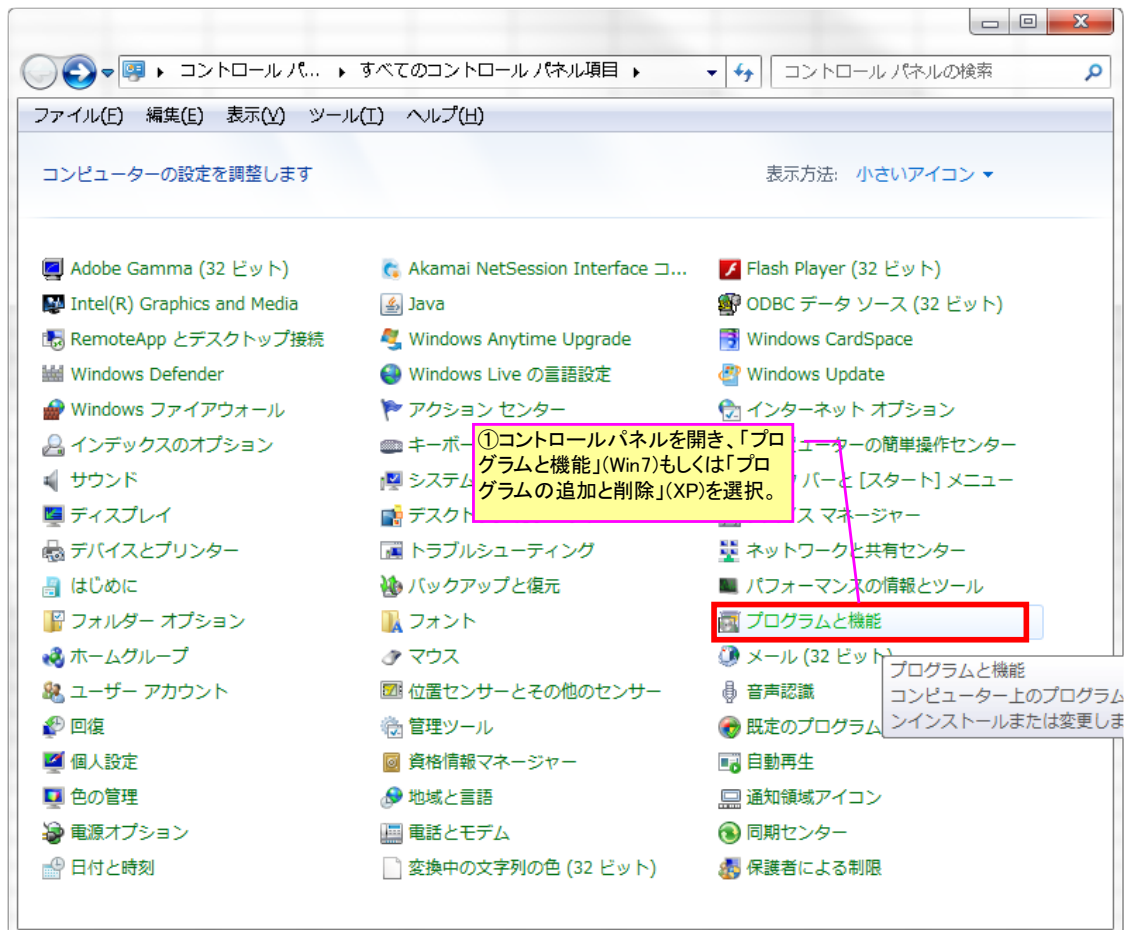 コントロール パ... ▸ すべてのコントロール パネル項目 ▸
コントロール パネルの検索
ファイル(F) 編集(E) 表示(V) ツール(T) ヘルプ(H)
コンピューターの設定を調整します
表示方法: 小さいアイコン
Adobe Gamma (32 ビット) Akamai NetSession Interface コ... Flash Player (32 ビット)
Intel(R) Graphics and Media Java ODBC データ ソース (32 ビット)
RemoteApp とデスクトップ接続 Windows Anytime Upgrade Windows CardSpace
Windows Defender Windows Live の言語設定 Windows Update
Windows ファイアウォール アクション センター インターネット オプション
インデックスのオプション キーボー ューターの簡単操作センター
サウンド システム バーと [スタート] メニュー
ディスプレイ デスクト ス マネージャー
①コントロールパネルを開き、「プロ
グラムと機能」(Win7)もしくは「プロ
グラムの追加と削除」(XP)を選択。
デバイスとプリンター トラブルシューティング ネットワークと共有センター
はじめに バックアップと復元 パフォーマンスの情報とツール
フォルダー オプション フォント プログラムと機能
ホームグループ マウス メール (32 ビット)
ユーザー アカウント 位置センサーとその他のセンサー 音声認識
回復 管理ツール 既定のプログラム
プログラムと機能
コンピューター上のプログラム
ンインストールまたは変更しま
個人設定 資格情報マネージャー 自動再生
色の管理 地域と言語 通知領域アイコン
電源オプション 電話とモデム 同期センター
日付と時刻 変換中の文字列の色 (32 ビット) 保護者による制限